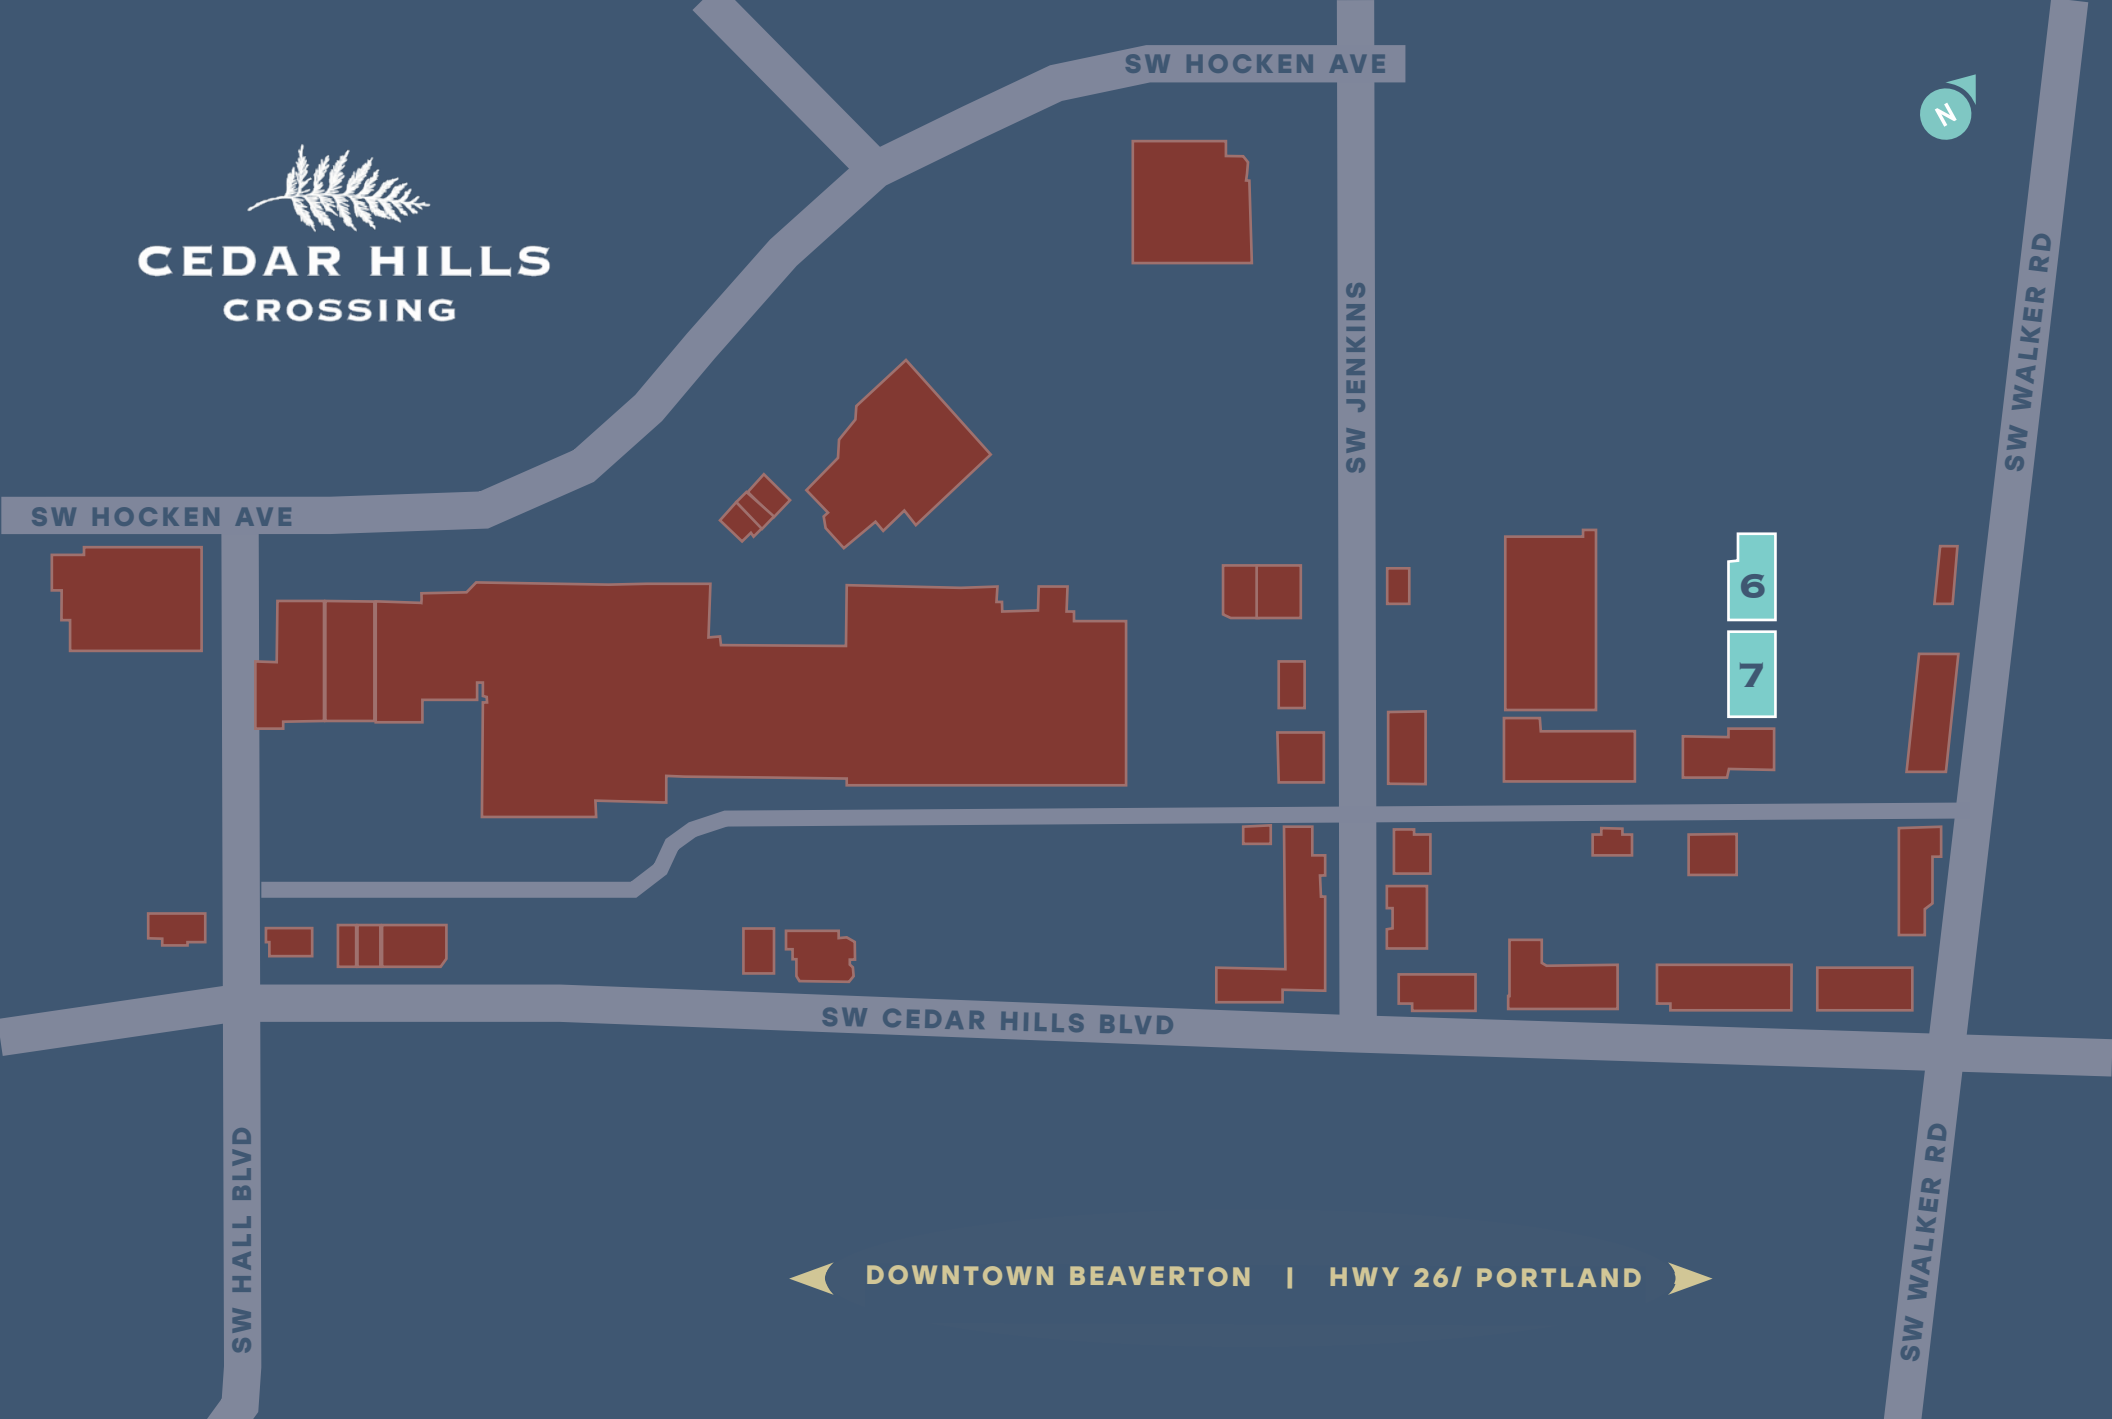 SW HOCKEN AVE
N
CEDAR HILLS
CROSSING
SW JENKINS
SW WALKER RD
SW HOCKEN AVE
6
7
SW CEDAR HILLS BLVD
SW HALL BLVD
SW WALKER RD
DOWNTOWN BEAVERTON | HWY 26/ PORTLAND